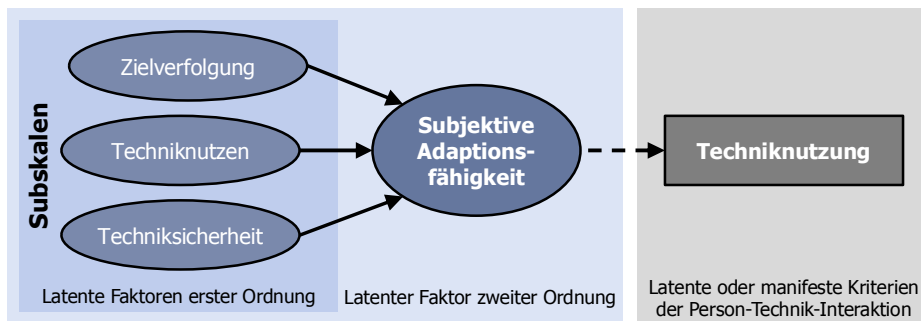 Subskalen
Zielverfolgung
Techniknutzen
Techniksicherheit
Latente Faktoren erster Ordnung
Subjektive
Adaptions-
fähigkeit
Latenter Faktor zweiter Ordnung
Techniknutzung
Latente oder manifeste Kriterien
der Person-Technik-Interaktion